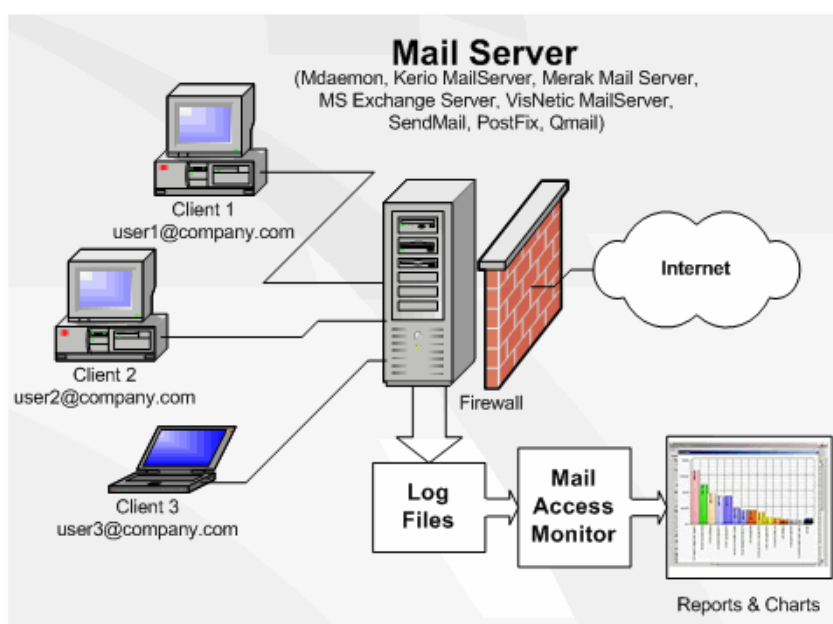 Mail Server
(Mdaemon, Kerio MailServer, Merak Mail Server,
MS Exchange Server, VisNetic MailServer,
SendMail, PostFix, Qmail)
Client 1
user1@company.com
Internet
Client 2
user2@company.com
Firewall
Client 3
user3@company.com
Log
Files
Mail
Access
Monitor
Reports & Charts